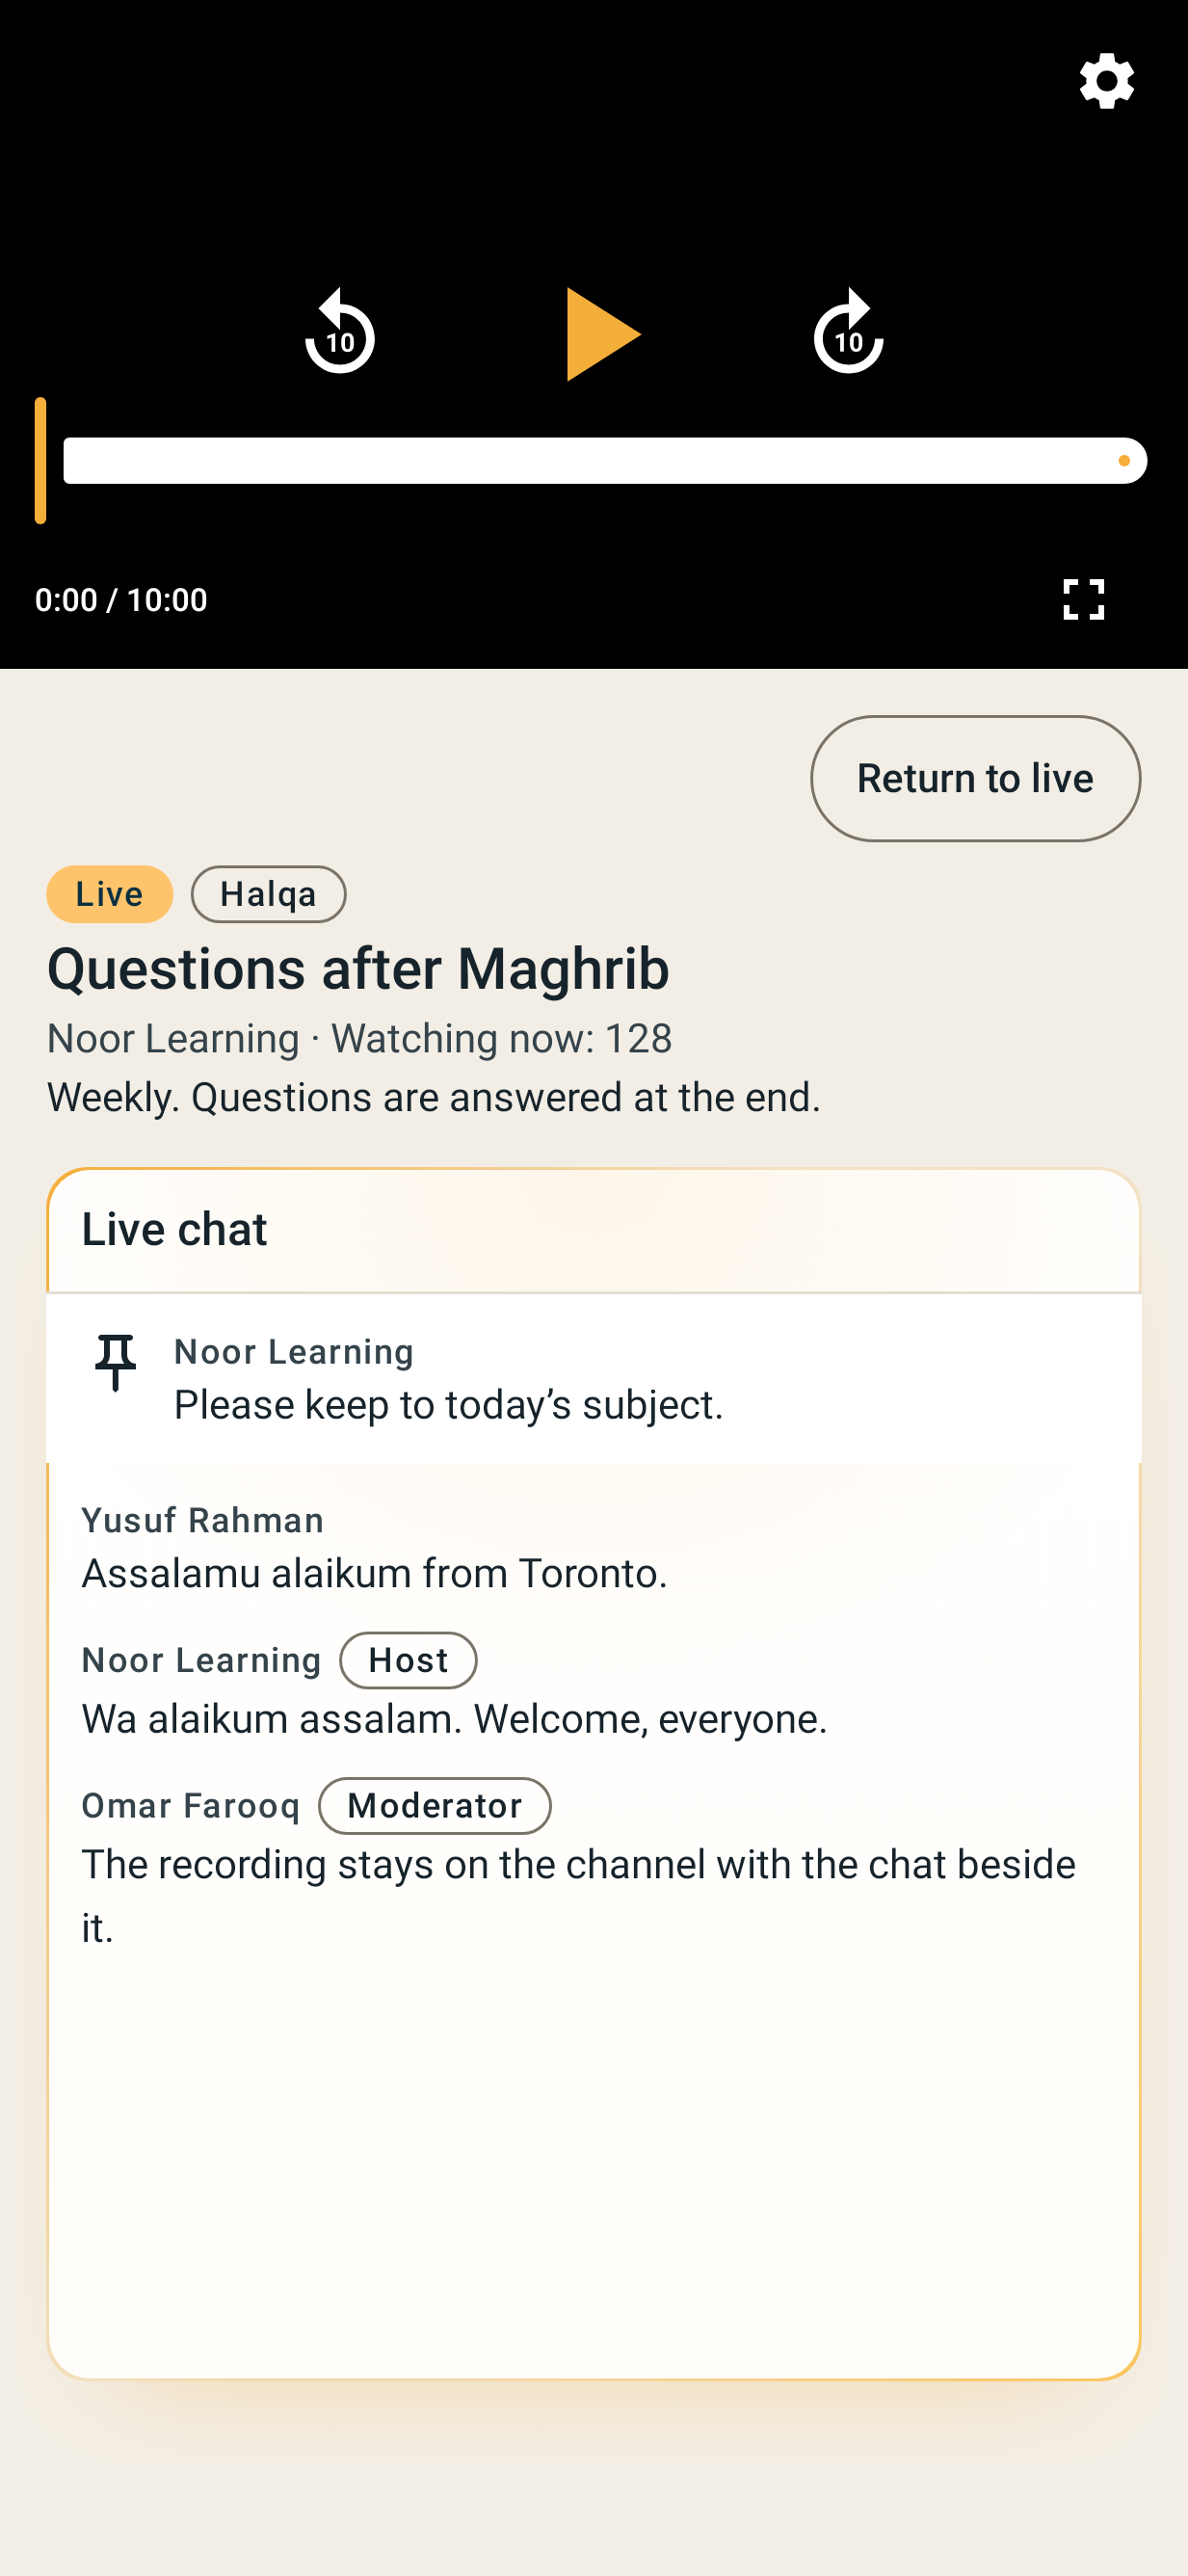 10
10
0:00 / 10:00
Return to live
Live
Halqa
Questions after Maghrib
Noor Learning · Watching now: 128
Weekly. Questions are answered at the end.
Live chat
Noor Learning
Please keep to today’s subject.
Yusuf Rahman
Assalamu alaikum from Toronto.
Noor Learning Host
Wa alaikum assalam. Welcome, everyone.
Omar Farooq Moderator
The recording stays on the channel with the chat beside
it.